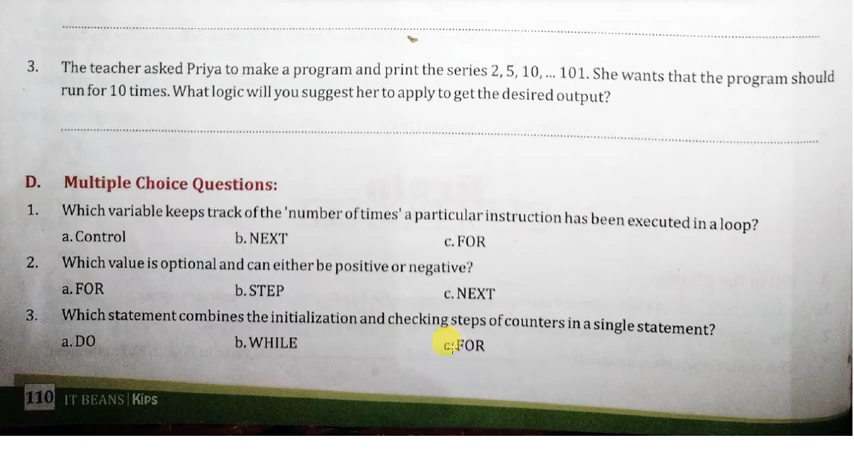 3. The teacher asked Priya to make a program and print the series 2, 5, 10, ... 101. She wants that the program should
run for 10 times. What logic will you suggest her to apply to get the desired output?
D. Multiple Choice Questions:
1. Which variable keeps track of the 'number of times' a particular instruction has been executed in a loop?
a. Control b. NEXT c. FOR
2. Which value is optional and can either be positive or negative?
a. FOR b. STEP c. NEXT
3. Which statement combines the initialization and checking steps of counters in a single statement?
a. DO b. WHILE c. FOR
110 IT BEANS | Kips